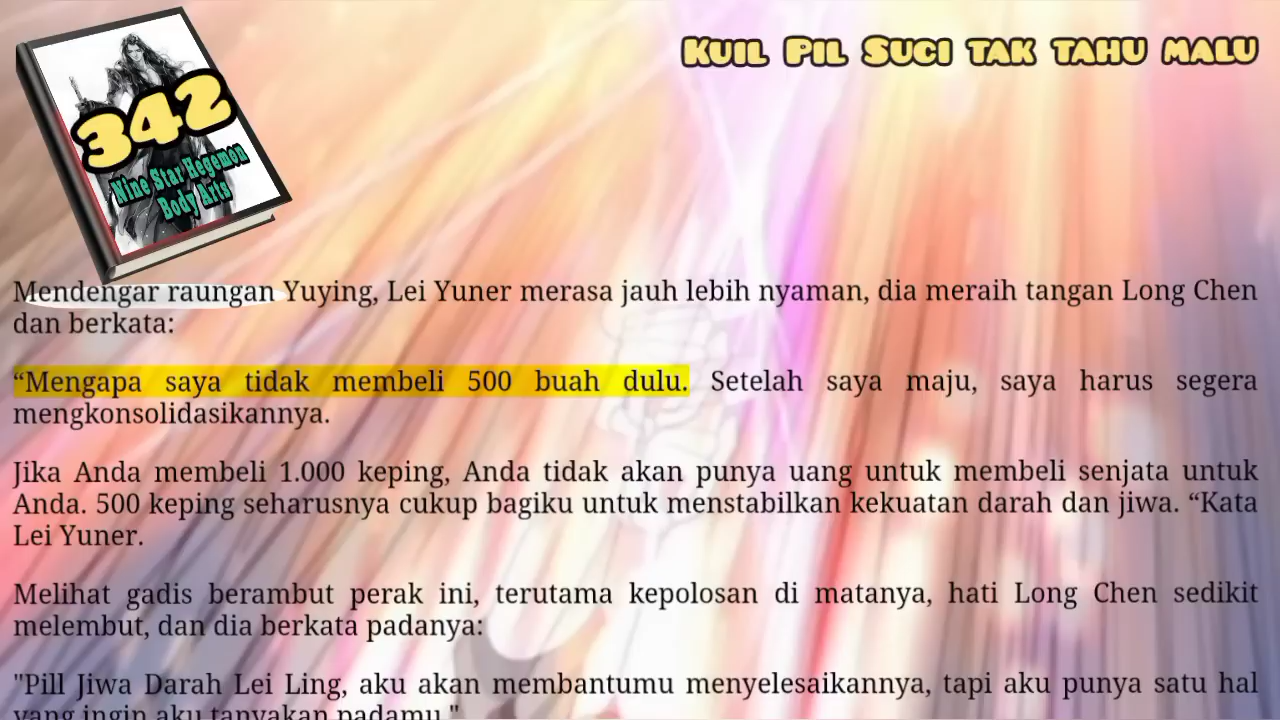 Kuil Pil Suci tak tahu malu
342
Nine Star Hegemon
Body Arts
Mendengar raungan Yuying, Lei Yuner merasa jauh lebih nyaman, dia meraih tangan Long Chen
dan berkata:
“Mengapa saya tidak membeli 500 buah dulu. Setelah saya maju, saya harus segera
mengkonsolidasikannya.
Jika Anda membeli 1.000 keping, Anda tidak akan punya uang untuk membeli senjata untuk
Anda. 500 keping seharusnya cukup bagiku untuk menstabilkan kekuatan darah dan jiwa. “Kata
Lei Yuner.
Melihat gadis berambut perak ini, terutama kepolosan di matanya, hati Long Chen sedikit
melembut, dan dia berkata padanya:
"Pill Jiwa Darah Lei Ling, aku akan membantumu menyelesaikannya, tapi aku punya satu hal
yang ingin aku tanyakan padamu."